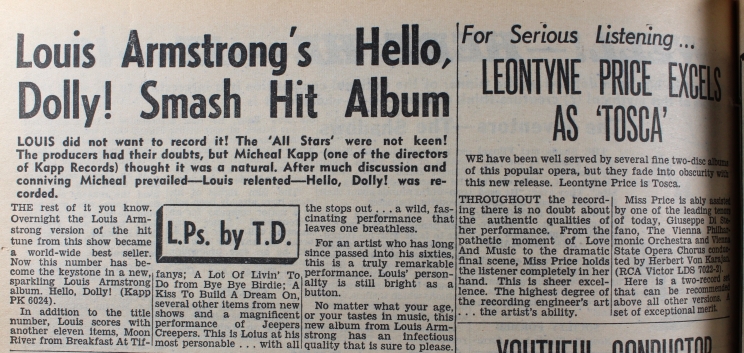 Louis Armstrong's Hello,
Dolly! Smash Hit Album
LOUIS did not want to record it! The 'All Stars' were not keen!
The producers had their doubts, but Micheal Kapp (one of the directors
of Kapp Records) thought it was a natural. After much discussion and
conniving Micheal prevailed—Louis relented—Hello, Dolly! was re-
corded.
THE rest of it you know.
Overnight the Louis Arm-
strong version of the hit
tune from this show became
a world-wide best seller.
Now this number has be-
come the keystone in a new,
sparkling Louis Armstrong
album. Hello, Dolly! (Kapp
PK 6024).
In addition to the title
number, Louis scores with
another eleven items, Moon
River from Breakfast At Tif-
L.Ps. by T.D.
fanys; A Lot Of Livin' To
Do from Bye Bye Birdie; A
Kiss To Build A Dream On,
several other items from new
shows and a magnificent
performance of Jeepers
Creepers. This is Loius at his
most personable . . . with all
the stops out . . . a wild, fas-
cinating performance that
leaves one breathless.
For an artist who has long
since passed into his sixties,
this is a truly remarkable
performance. Louis' person-
ality is still bright as a
button.
No matter what your age,
or your tastes in music, this
new album from Louis Arm-
strong has an infectious
quality that is sure to please.
For Serious Listening ...
LEONTYNE PRICE EXCELS
AS 'TOSCA'
WE have been well served by several fine two-disc albums
of this popular opera, but they fade into obscurity with
this new release. Leontyne Price is Tosca.
THROUGHOUT the record-
ing there is no doubt about
the authentic qualities of
her performance. From the
pathetic moment of Love
And Music to the dramatic
final scene, Miss Price holds
the listener completely in her
hand. This is sheer excel-
lence. The highest degree of
the recording engineer's art
. . . the artist's ability.
Miss Price is ably assisted
by one of the leading tenors
of today, Giuseppe Di Ste-
fano, The Vienna Philhar-
monic Orchestra and Vienna
State Opera Chorus conduc-
ted by Herbert Von Karajan
(RCA Victor LDS 7022-2).
Here is a two-record set
that can be recommended
above all other versions. A
set of exceptional merit.
YOUTHFUL CONDUCTOR